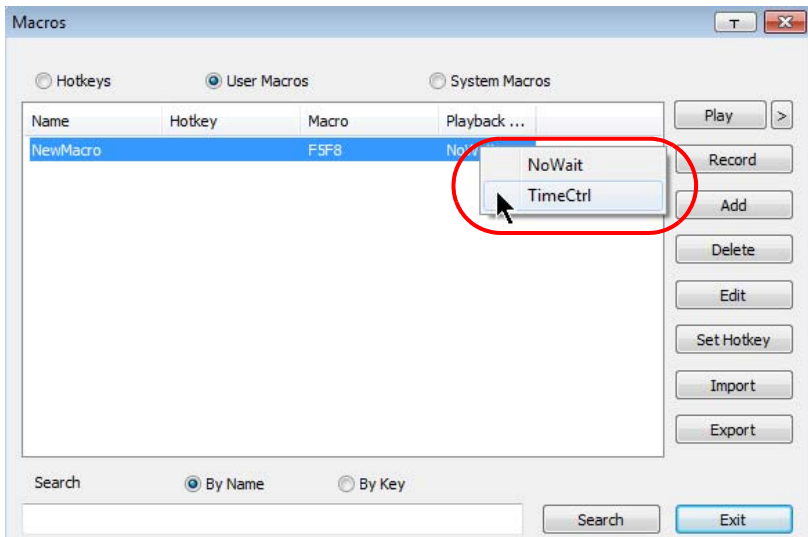 Macros
T
Hotkeys User Macros System Macros
Name Hotkey Macro Playback ...
NewMacro F5F8
NoWait
TimeCtrl
Play >
Record
Add
Delete
Edit
Set Hotkey
Import
Export
Search By Name By Key
Search Exit